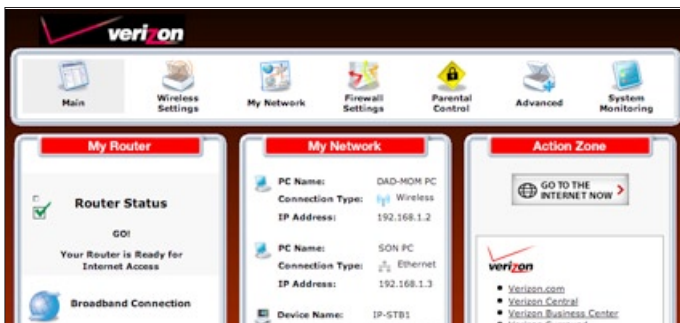 verizon
Main
Wireless Settings
My Network
Firewall Settings
Parental Control
Advanced
System Monitoring
My Router
Router Status
GO!
Your Router is Ready for
Internet Access
Broadband Connection
My Network
PC Name: DAD-MOM PC
Connection Type: Wireless
IP Address: 192.168.1.2
PC Name: SON PC
Connection Type: Ethernet
IP Address: 192.168.1.3
Device Name: IP-STB1
Action Zone
GO TO THE
INTERNET NOW
verizon
Verizon.com
Verizon Central
Verizon Business Center